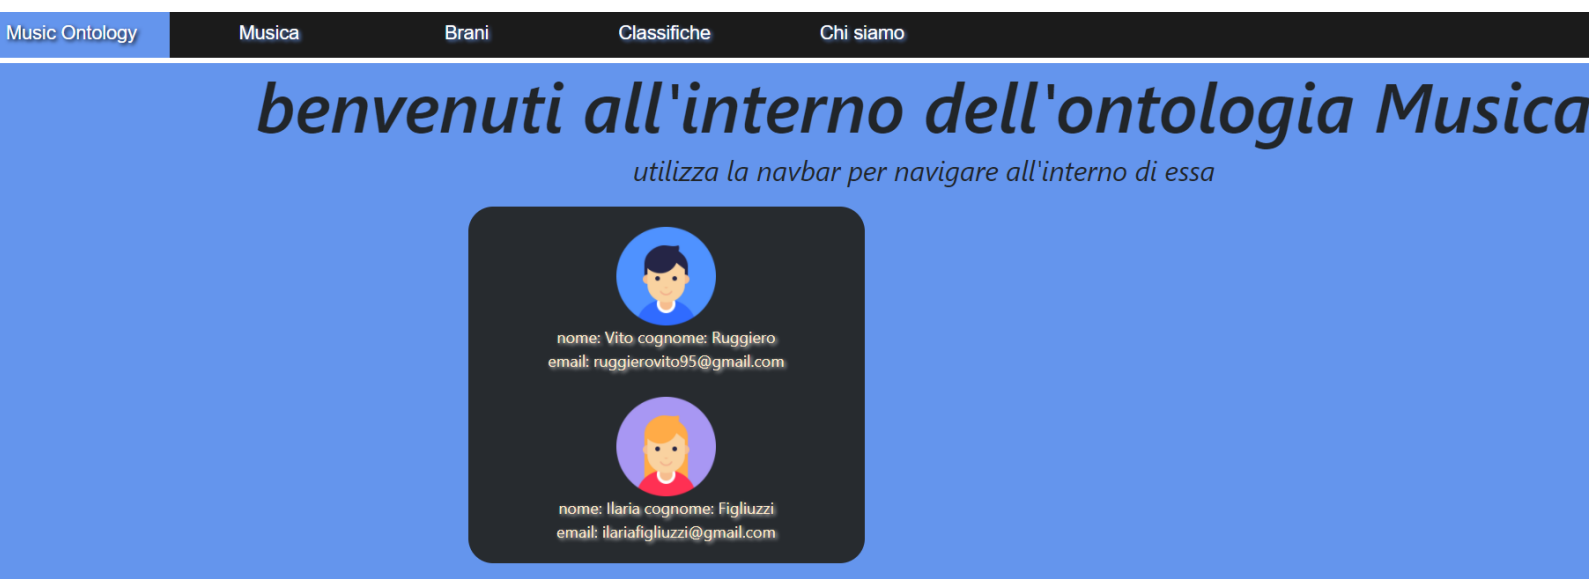 Music Ontology Musica Brani Classifiche Chi siamo
benvenuti all'interno dell'ontologia Musica
utilizza la navbar per navigare all'interno di essa
nome: Vito cognome: Ruggiero
email: ruggierovito95@gmail.com
nome: Ilaria cognome: Figliuzzi
email: ilariafigliuzzi@gmail.com